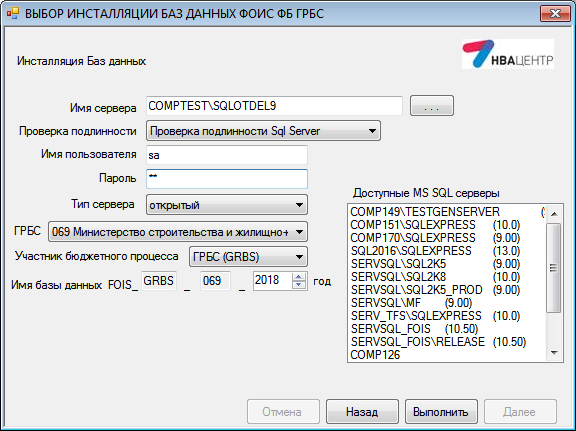 ВЫБОР ИНСТАЛЛЯЦИИ БАЗ ДАННЫХ ФОИС ФБ ГРБС
Инсталляция Баз данных
НВАЦЕНТР
Имя сервера COMPTEST\SQLOTDEL9 ...
Проверка подлинности Проверка подлинности Sql Server
Имя пользователя sa
Пароль **
Тип сервера открытый
ГРБС 069 Министерство строительства и жилищно-
Участник бюджетного процесса ГРБС (GRBS)
Имя базы данных FOIS_ GRBS _ 069 _ 2018 год
Доступные MS SQL серверы
COMP149\TESTGENSERVER
COMP151\SQLEXPRESS (10.0)
COMP170\SQLEXPRESS (9.00)
SQL2016\SQLEXPRESS (13.0)
SERVSQL\SQL2K5 (9.00)
SERVSQL\SQL2K8 (10.0)
SERVSQL\SQL2K5_PROD (9.00)
SERVSQL\MF (9.00)
SERV_TFS\SQLEXPRESS (10.0)
SERVSQL_FOIS (10.50)
SERVSQL_FOIS\RELEASE (10.50)
COMP126
Отмена Назад Выполнить Далее